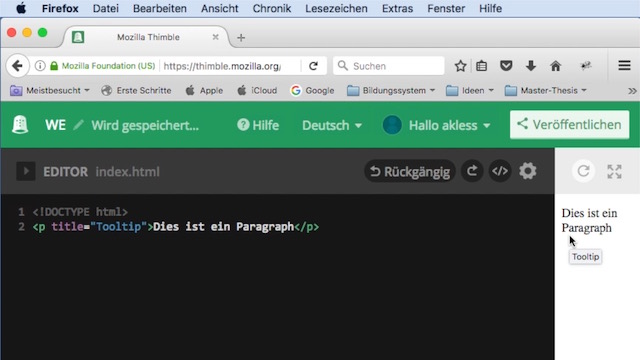 Firefox Datei Bearbeiten Ansicht Chronik Lesezeichen Extras Fenster Hilfe
Mozilla Thimble
Mozilla Foundation (US) https://thimble.mozilla.org/ Suchen
Meistbesucht Erste Schritte Apple iCloud Google Bildungssystem Ideen Master-Thesis
WE Wird gespeichert... Hilfe Deutsch Hallo akless Veröffentlichen
EDITOR index.html Rückgängig
1 <!DOCTYPE html>
2 <p title="Tooltip">Dies ist ein Paragraph</p>
Dies ist ein
Paragraph
Tooltip